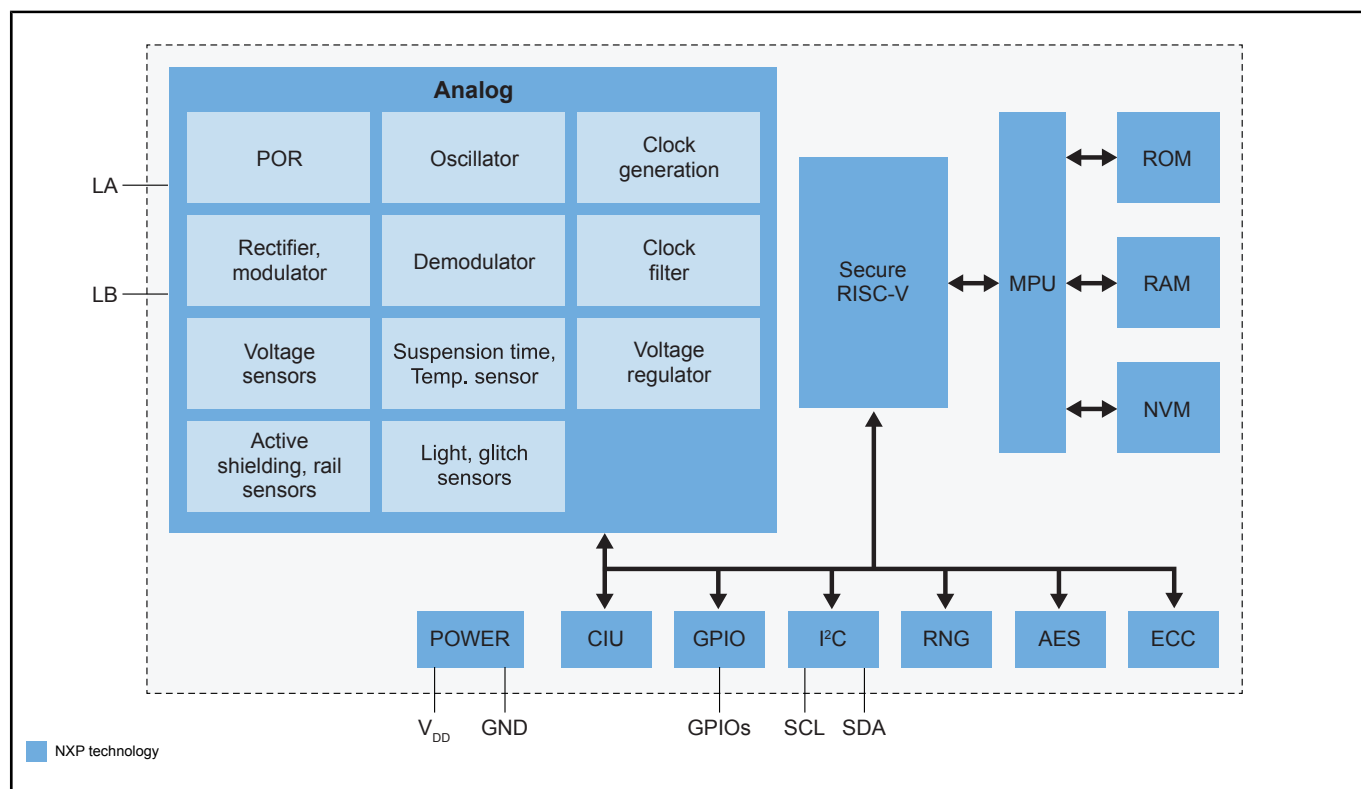 Analog
POR
Oscillator
Clock
generation
LA
Rectifier,
modulator
Demodulator
Clock
filter
LB
Voltage
sensors
Suspension time,
Temp. sensor
Voltage
regulator
Active
shielding, rail
sensors
Light, glitch
sensors
Secure
RISC-V
MPU
ROM
RAM
NVM
POWER
CIU
GPIO
I²C
RNG
AES
ECC
V_DD
GND
GPIOs
SCL
SDA
NXP technology